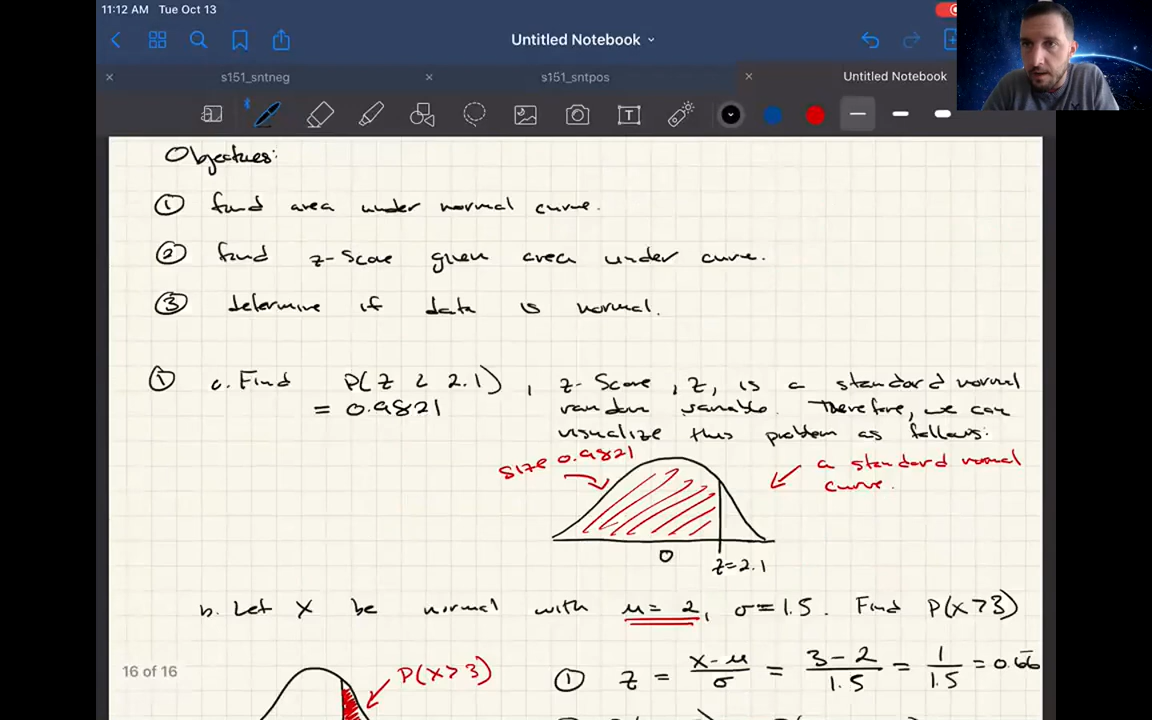 11:12 AM Tue Oct 13
Untitled Notebook
s151_sntneg
s151_sntpos
Untitled Notebook
Objectives:
① find area under normal curve.
② find z-score given area under curve.
③ determine if data is normal.
① a. Find P(Z < 2.1), z-score, z, is a standard normal
= 0.9821 random variable. Therefore, we can
visualize this problem as follows:
size 0.9821
a standard normal
curve.
0
z=2.1
b. Let X be normal with μ= 2, σ=1.5. Find P(x>3)
16 of 16
P(x>3)
① z = x-μ/σ = 3-2/1.5 = 1/1.5 = 0.66